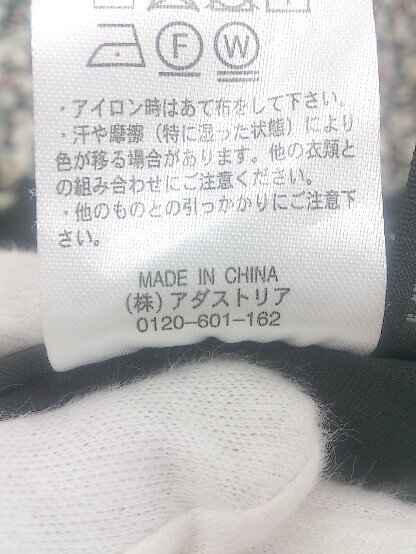 F W
・アイロン時はあて布をして下さい。
・汗や摩擦（特に湿った状態）により
色が移る場合があります。他の衣類と
の組み合わせにご注意ください。
・他のものとの引っかかりにご注意下
さい。
MADE IN CHINA
（株）アダストリア
0120-601-162